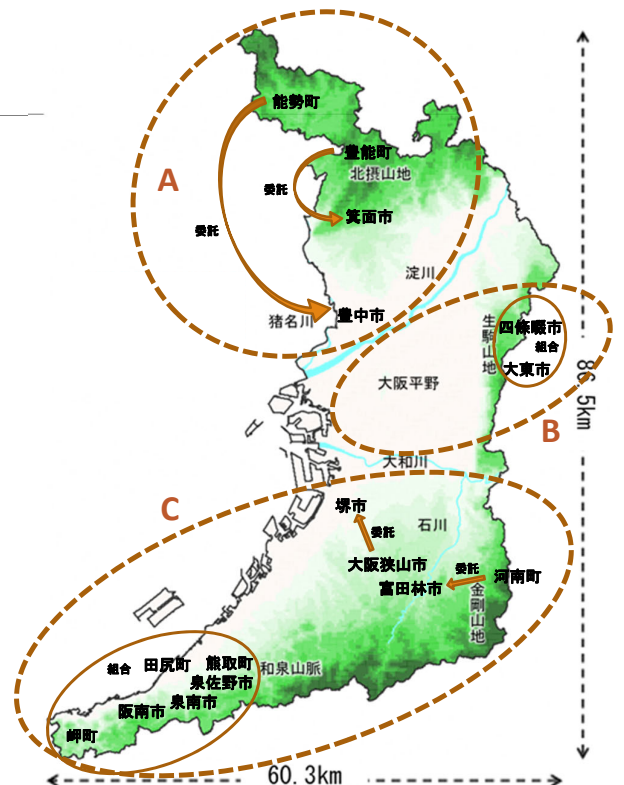 能勢町
豊能町
A
北摂山地
委託
箕面市
委託
淀川
猪名川
豊中市
生駒山地
四條畷市
組合
大東市
86.5km
大阪平野
B
大和川
C
堺市
石川
委託
大阪狭山市
委託
河南町
富田林市
金剛山地
組合
田尻町
熊取町
和泉山脈
泉佐野市
泉南市
阪南市
岬町
60.3km